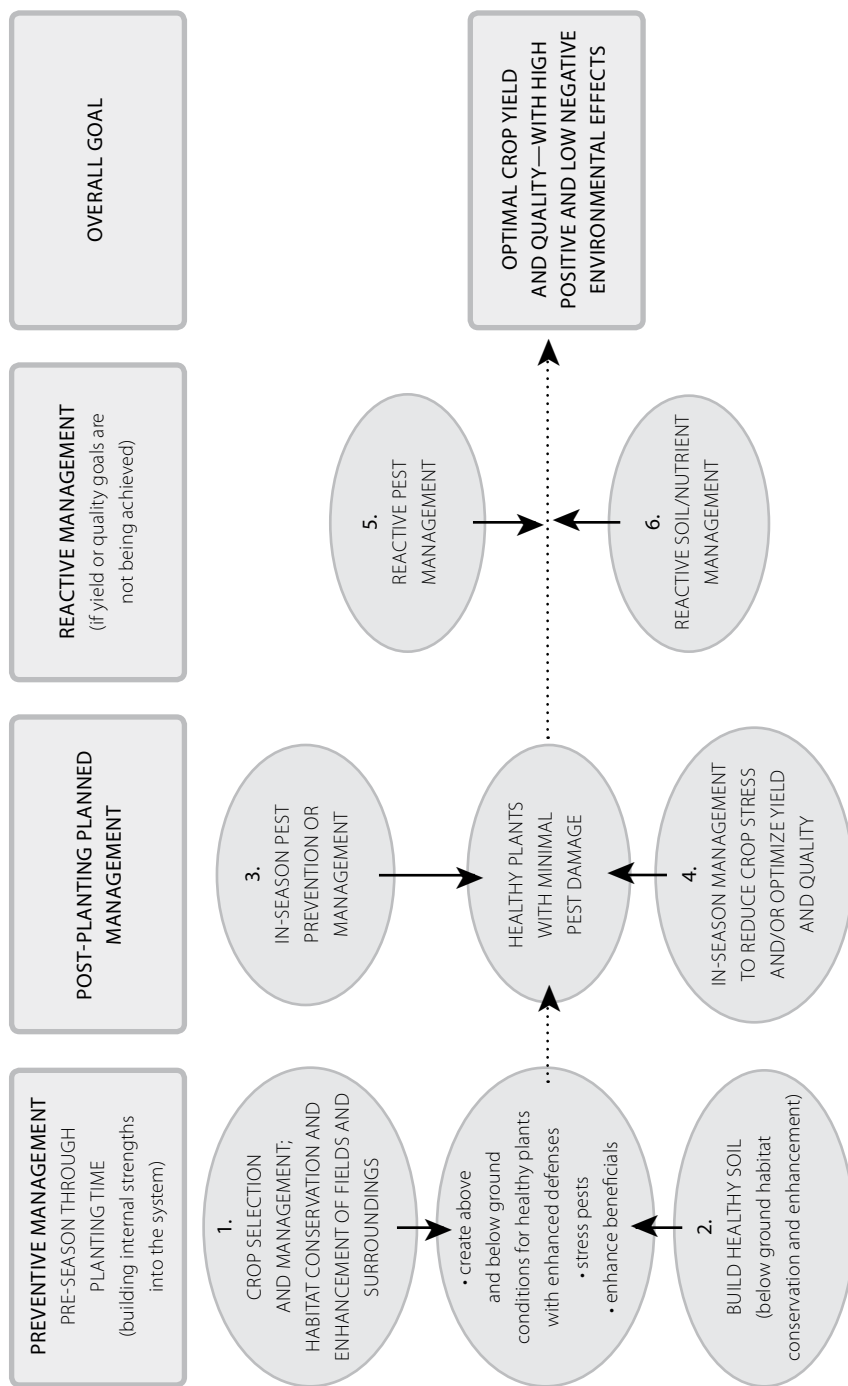 PREVENTIVE MANAGEMENT
PRE-SEASON THROUGH
PLANTING TIME
(building internal strengths
into the system)
POST-PLANTING PLANNED
MANAGEMENT
REACTIVE MANAGEMENT
(if yield or quality goals are
not being achieved)
OVERALL GOAL
1.
CROP SELECTION
AND MANAGEMENT;
HABITAT CONSERVATION AND
ENHANCEMENT OF FIELDS AND
SURROUNDINGS
• create above
and below ground
conditions for healthy plants
with enhanced defenses
• stress pests
• enhance beneficials
2.
BUILD HEALTHY SOIL
(below ground habitat
conservation and enhancement)
3.
IN-SEASON PEST
PREVENTION OR
MANAGEMENT
HEALTHY PLANTS
WITH MINIMAL
PEST DAMAGE
4.
IN-SEASON MANAGEMENT
TO REDUCE CROP STRESS
AND/OR OPTIMIZE YIELD
AND QUALITY
5.
REACTIVE PEST
MANAGEMENT
6.
REACTIVE SOIL/NUTRIENT
MANAGEMENT
OPTIMAL CROP YIELD
AND QUALITY—WITH HIGH
POSITIVE AND LOW NEGATIVE
ENVIRONMENTAL EFFECTS